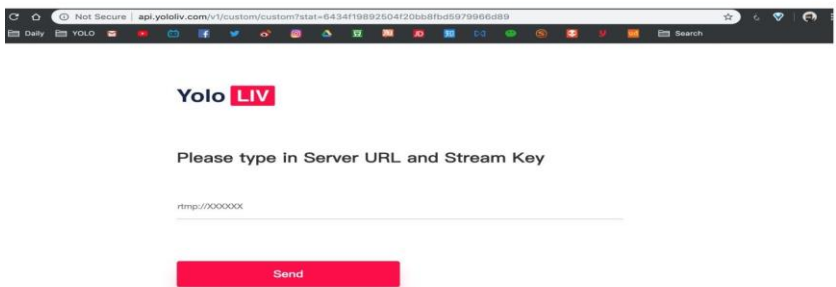 Not Secure | api.yololiv.com/v1/custom/custom?stat=6434f19892504f20bb8fbd5979966d89
Daily YOLO Search
Yolo LIV
Please type in Server URL and Stream Key
rtmp://XXXXXX
Send